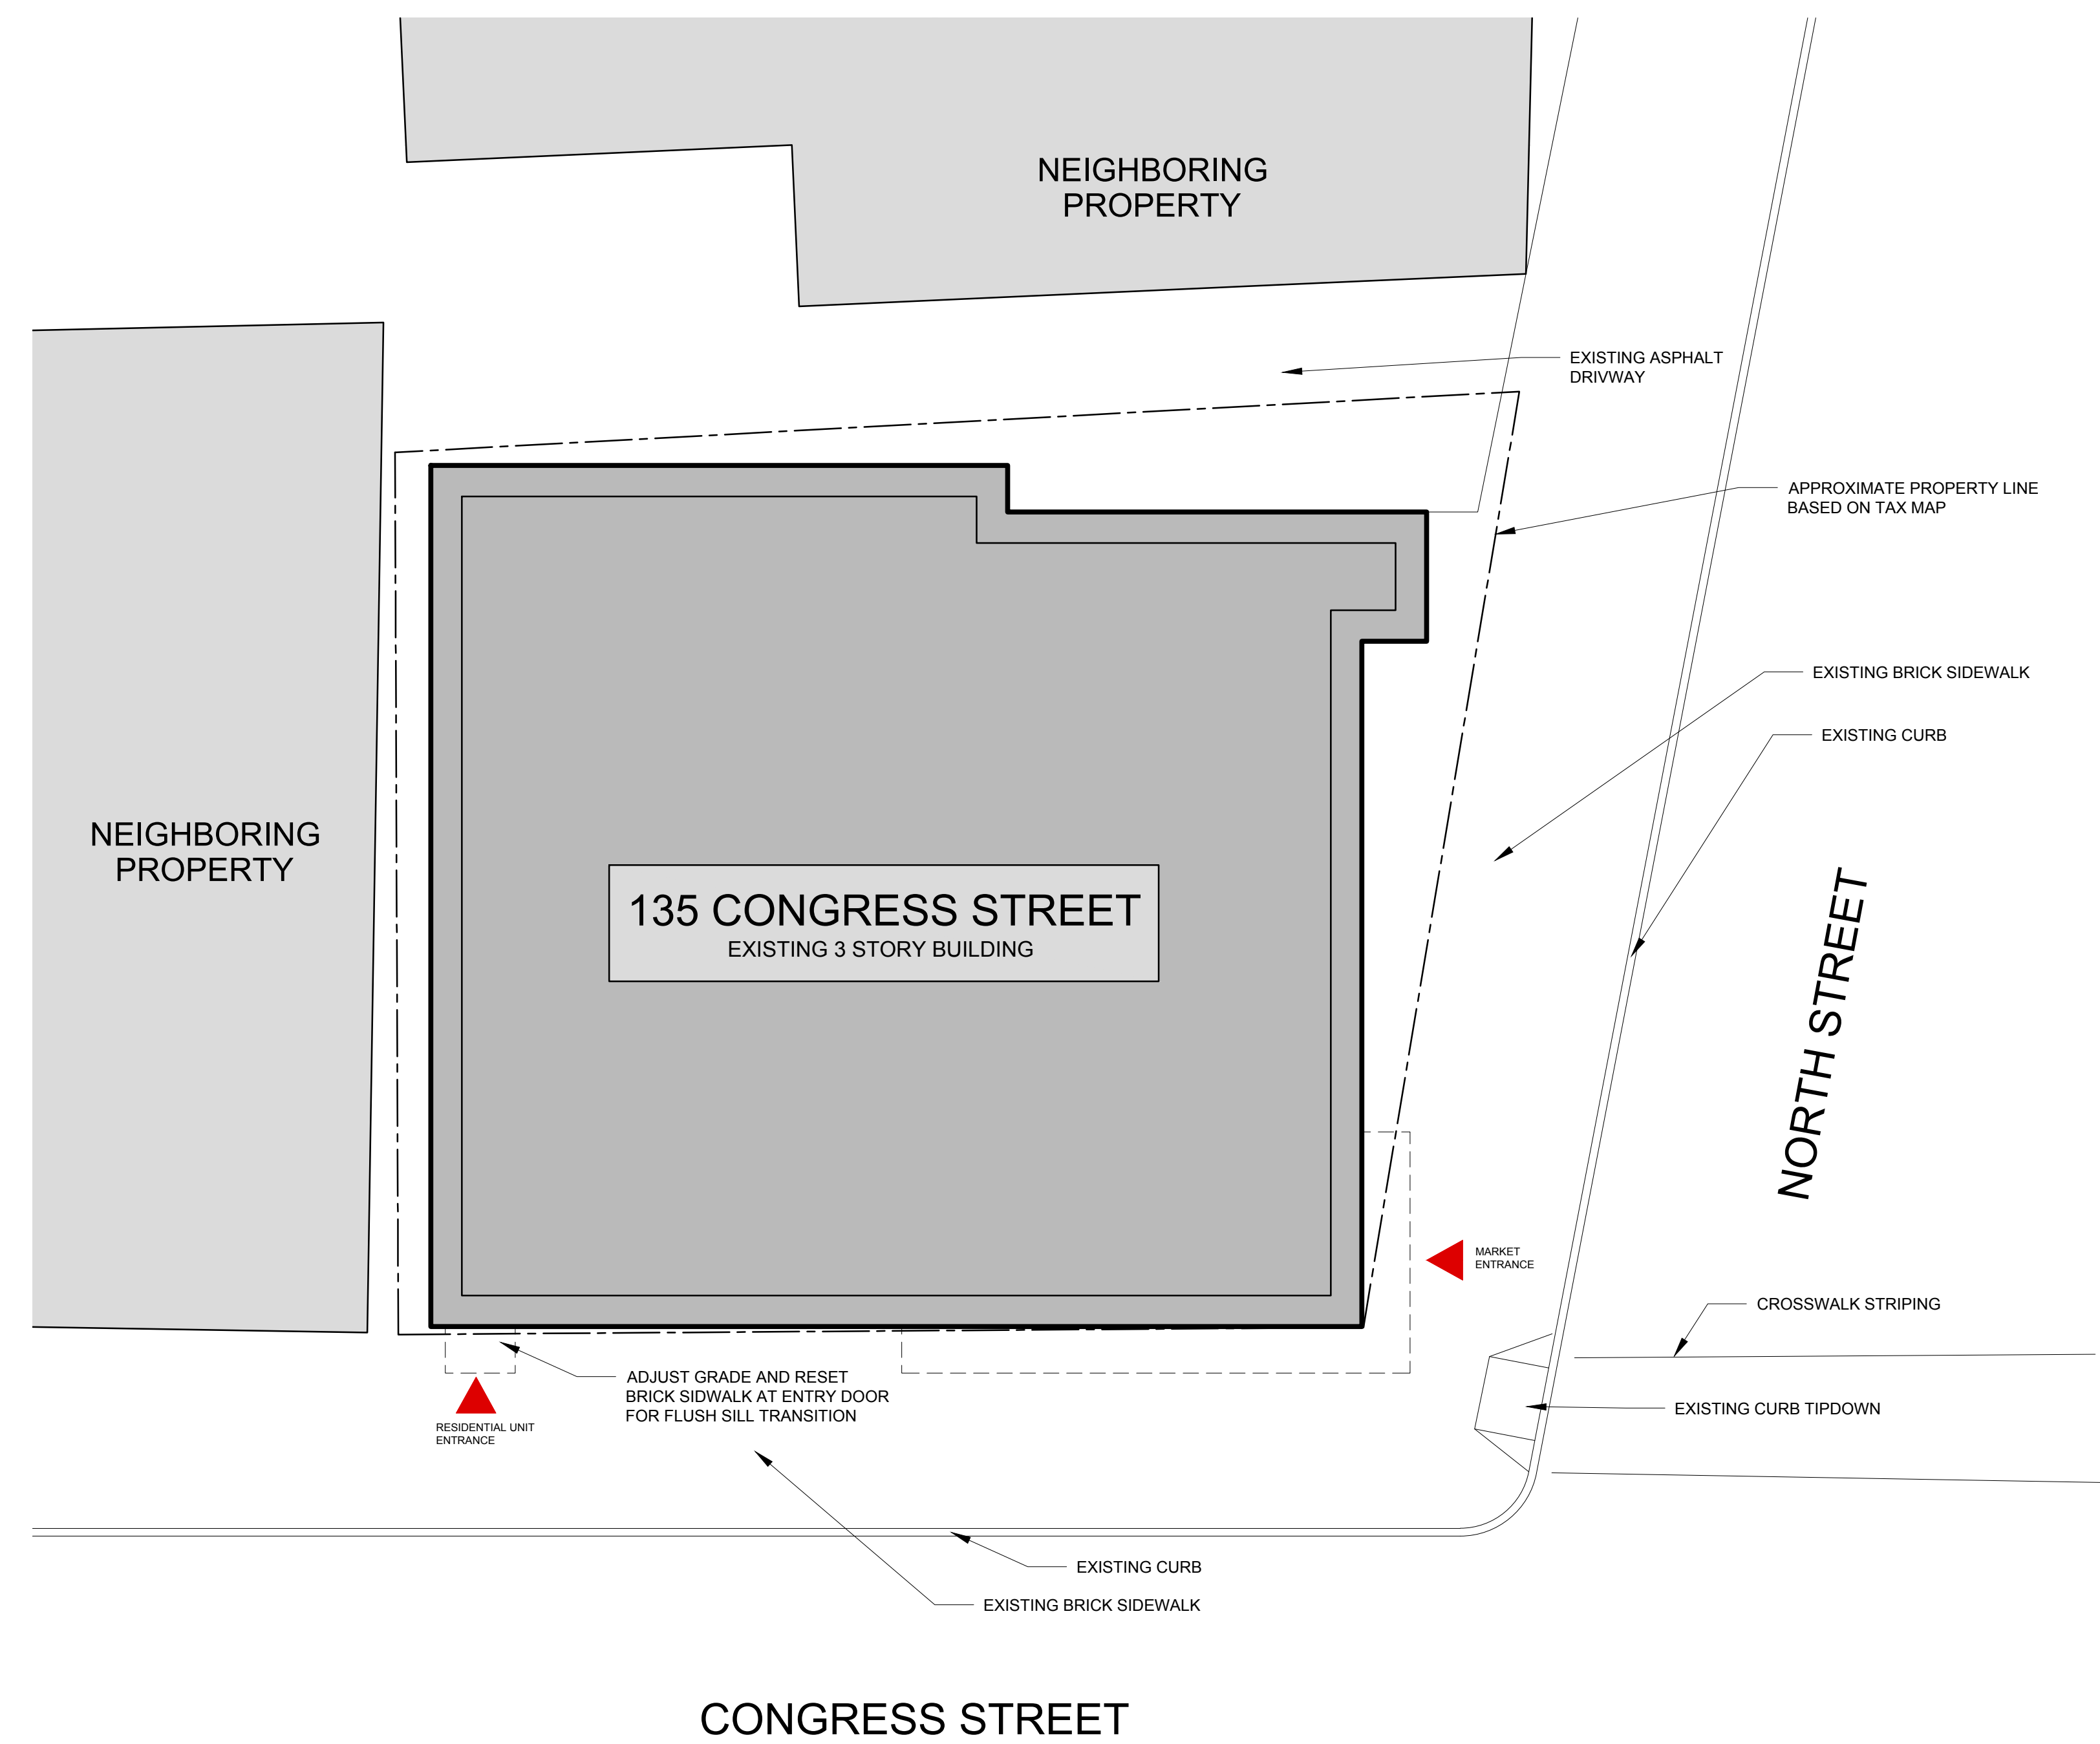 NEIGHBORING
PROPERTY
EXISTING ASPHALT
DRIVWAY
APPROXIMATE PROPERTY LINE
BASED ON TAX MAP
EXISTING BRICK SIDEWALK
EXISTING CURB
NEIGHBORING
PROPERTY
135 CONGRESS STREET
EXISTING 3 STORY BUILDING
NORTH STREET
MARKET
ENTRANCE
CROSSWALK STRIPING
ADJUST GRADE AND RESET
BRICK SIDWALK AT ENTRY DOOR
FOR FLUSH SILL TRANSITION
EXISTING CURB TIPDOWN
RESIDENTIAL UNIT
ENTRANCE
EXISTING CURB
EXISTING BRICK SIDEWALK
CONGRESS STREET